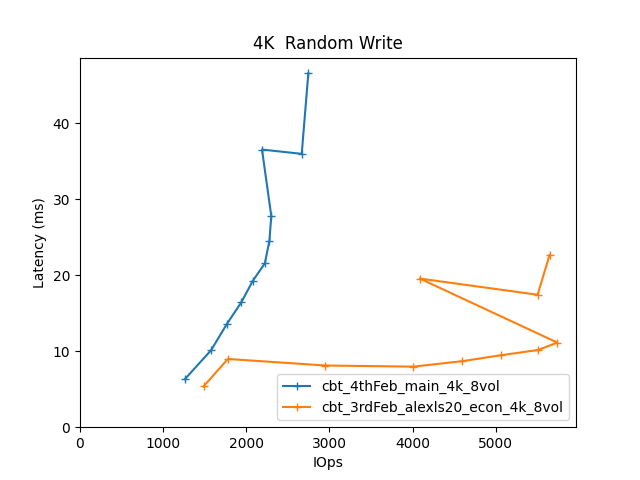 4K  Random Write
Latency (ms)
40
30
20
10
0
0 1000 2000 3000 4000 5000
IOps
cbt_4thFeb_main_4k_8vol
cbt_3rdFeb_alexls20_econ_4k_8vol